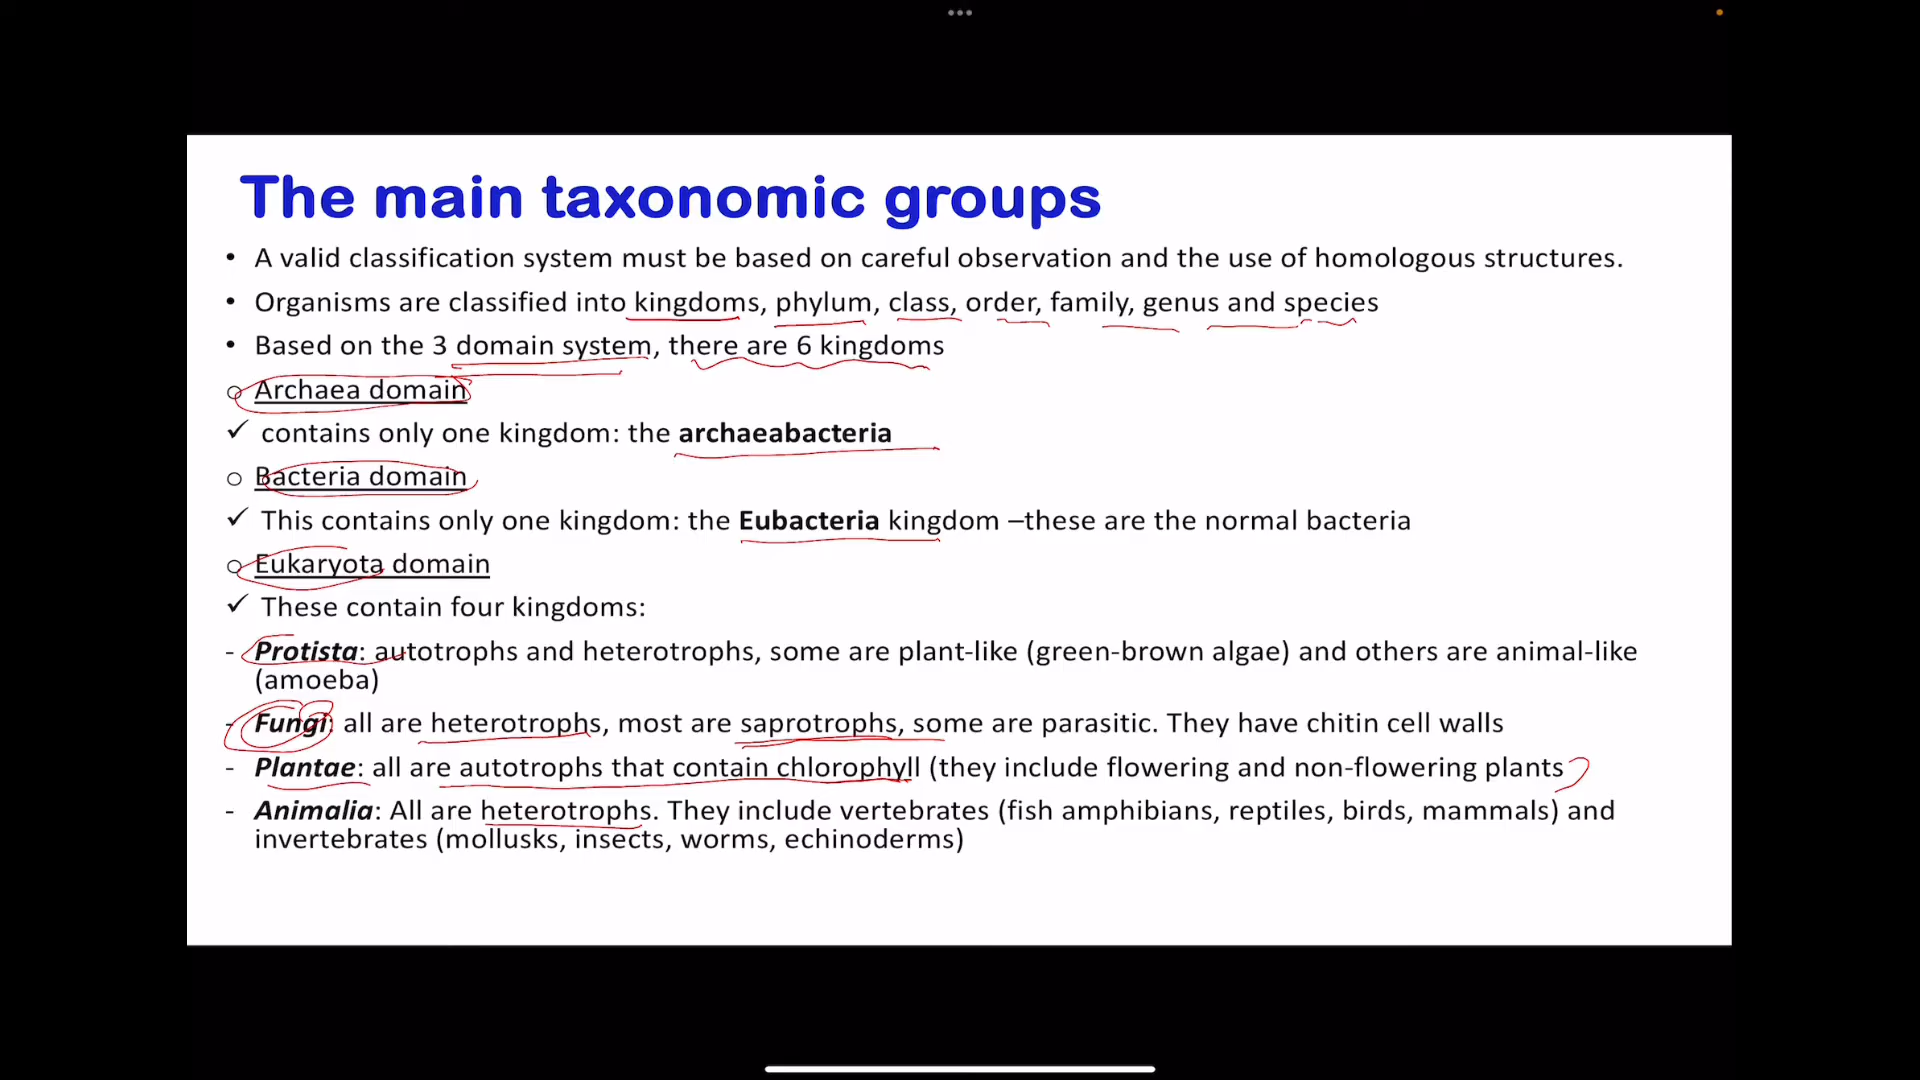 The main taxonomic groups
• A valid classification system must be based on careful observation and the use of homologous structures.
• Organisms are classified into kingdoms, phylum, class, order, family, genus and species
• Based on the 3 domain system, there are 6 kingdoms
o Archaea domain
✓ contains only one kingdom: the archaeabacteria
o Bacteria domain
✓ This contains only one kingdom: the Eubacteria kingdom –these are the normal bacteria
o Eukaryota domain
✓ These contain four kingdoms:
- Protista: autotrophs and heterotrophs, some are plant-like (green-brown algae) and others are animal-like
(amoeba)
- Fungi: all are heterotrophs, most are saprotrophs, some are parasitic. They have chitin cell walls
- Plantae: all are autotrophs that contain chlorophyll (they include flowering and non-flowering plants)
- Animalia: All are heterotrophs. They include vertebrates (fish amphibians, reptiles, birds, mammals) and
invertebrates (mollusks, insects, worms, echinoderms)